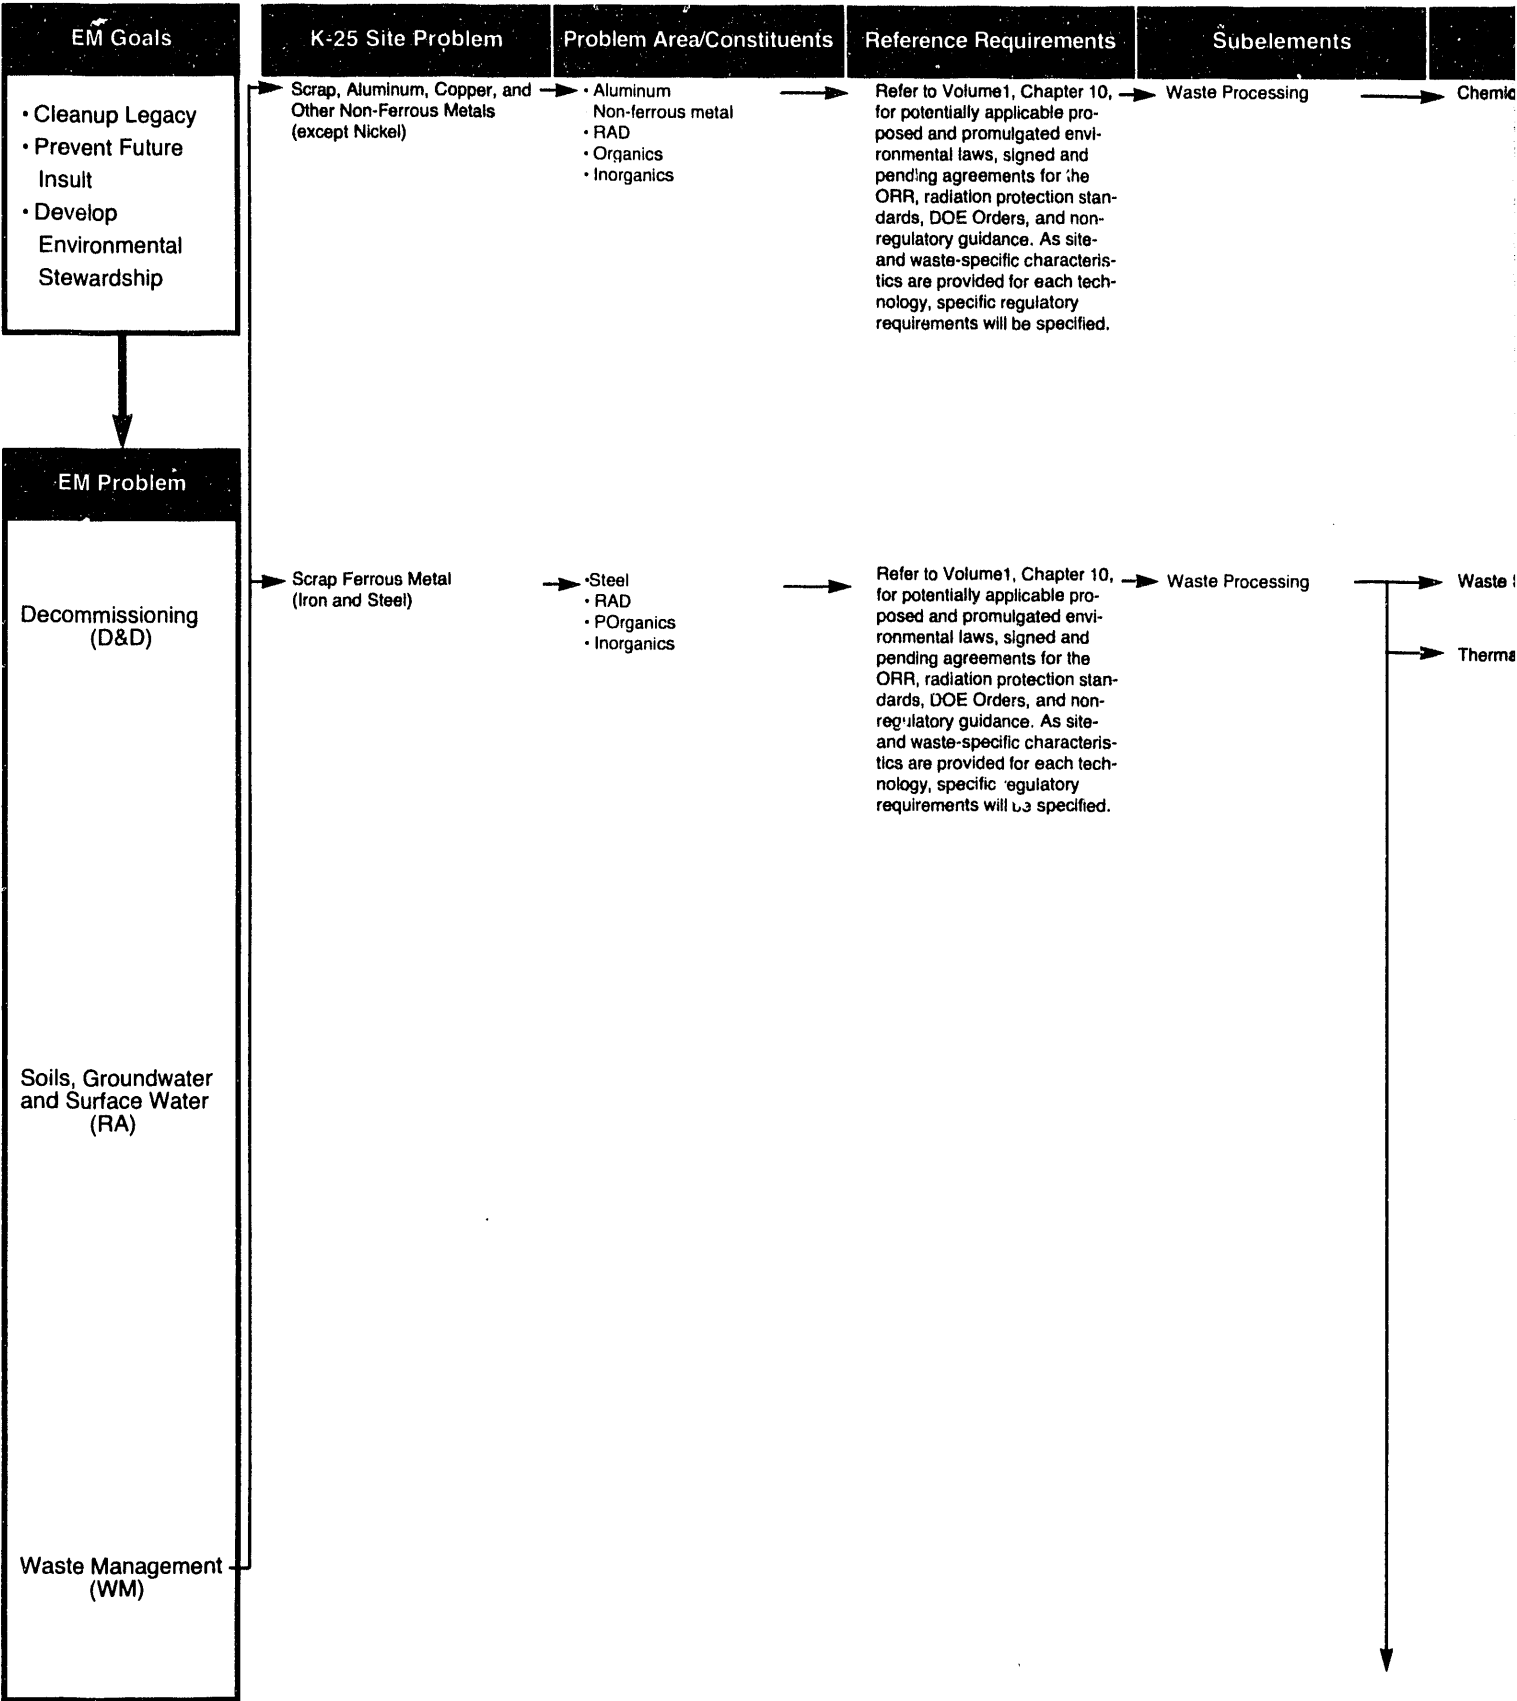 EM Goals
• Cleanup Legacy
• Prevent Future
Insult
• Develop
Environmental
Stewardship
EM Problem
Decommissioning
(D&D)
Soils, Groundwater
and Surface Water
(RA)
Waste Management
(WM)
K-25 Site Problem
Scrap, Aluminum, Copper, and
Other Non-Ferrous Metals
(except Nickel)
Scrap Ferrous Metal
(Iron and Steel)
Problem Area/Constituents
• Aluminum
Non-ferrous metal
• RAD
• Organics
• Inorganics
•Steel
• RAD
• POrganics
• Inorganics
Reference Requirements
Refer to Volume1, Chapter 10,
for potentially applicable pro-
posed and promulgated envi-
ronmental laws, signed and
pending agreements for the
ORR, radiation protection stan-
dards, DOE Orders, and non-
regulatory guidance. As site-
and waste-specific characteris-
tics are provided for each tech-
nology, specific regulatory
requirements will be specified.
Refer to Volume1, Chapter 10,
for potentially applicable pro-
posed and promulgated envi-
ronmental laws, signed and
pending agreements for the
ORR, radiation protection stan-
dards, DOE Orders, and non-
regulatory guidance. As site-
and waste-specific characteris-
tics are provided for each tech-
nology, specific regulatory
requirements will be specified.
Subelements
Waste Processing
Waste Processing
Chemic
Waste
Therma